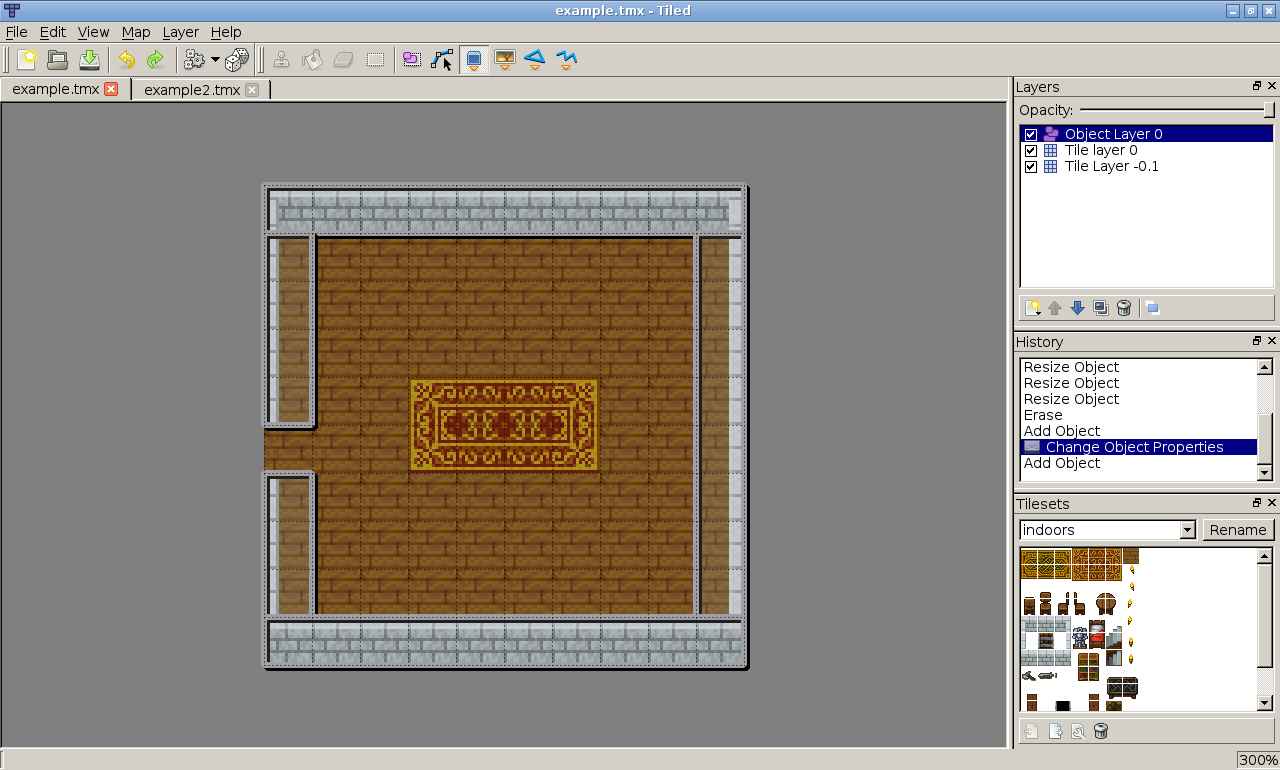 example.tmx - Tiled
File Edit View Map Layer Help
example.tmx example2.tmx
Layers
Opacity:
Object Layer 0
Tile layer 0
Tile Layer -0.1
History
Resize Object
Resize Object
Resize Object
Erase
Add Object
Change Object Properties
Add Object
Tilesets
indoors Rename
300%